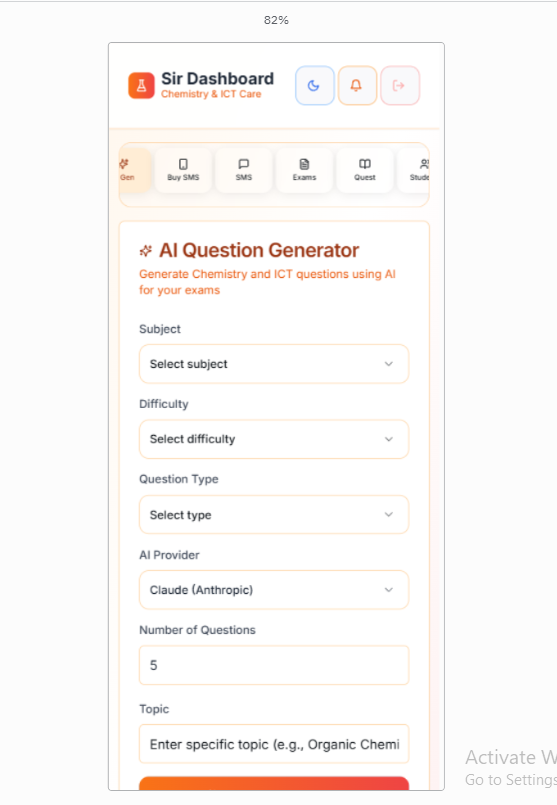 82%
Sir Dashboard
Chemistry & ICT Care
Gen
Buy SMS
SMS
Exams
Quest
Stude
AI Question Generator
Generate Chemistry and ICT questions using AI
for your exams
Subject
Select subject
Difficulty
Select difficulty
Question Type
Select type
AI Provider
Claude (Anthropic)
Number of Questions
5
Topic
Enter specific topic (e.g., Organic Chemi
Activate W
Go to Settings